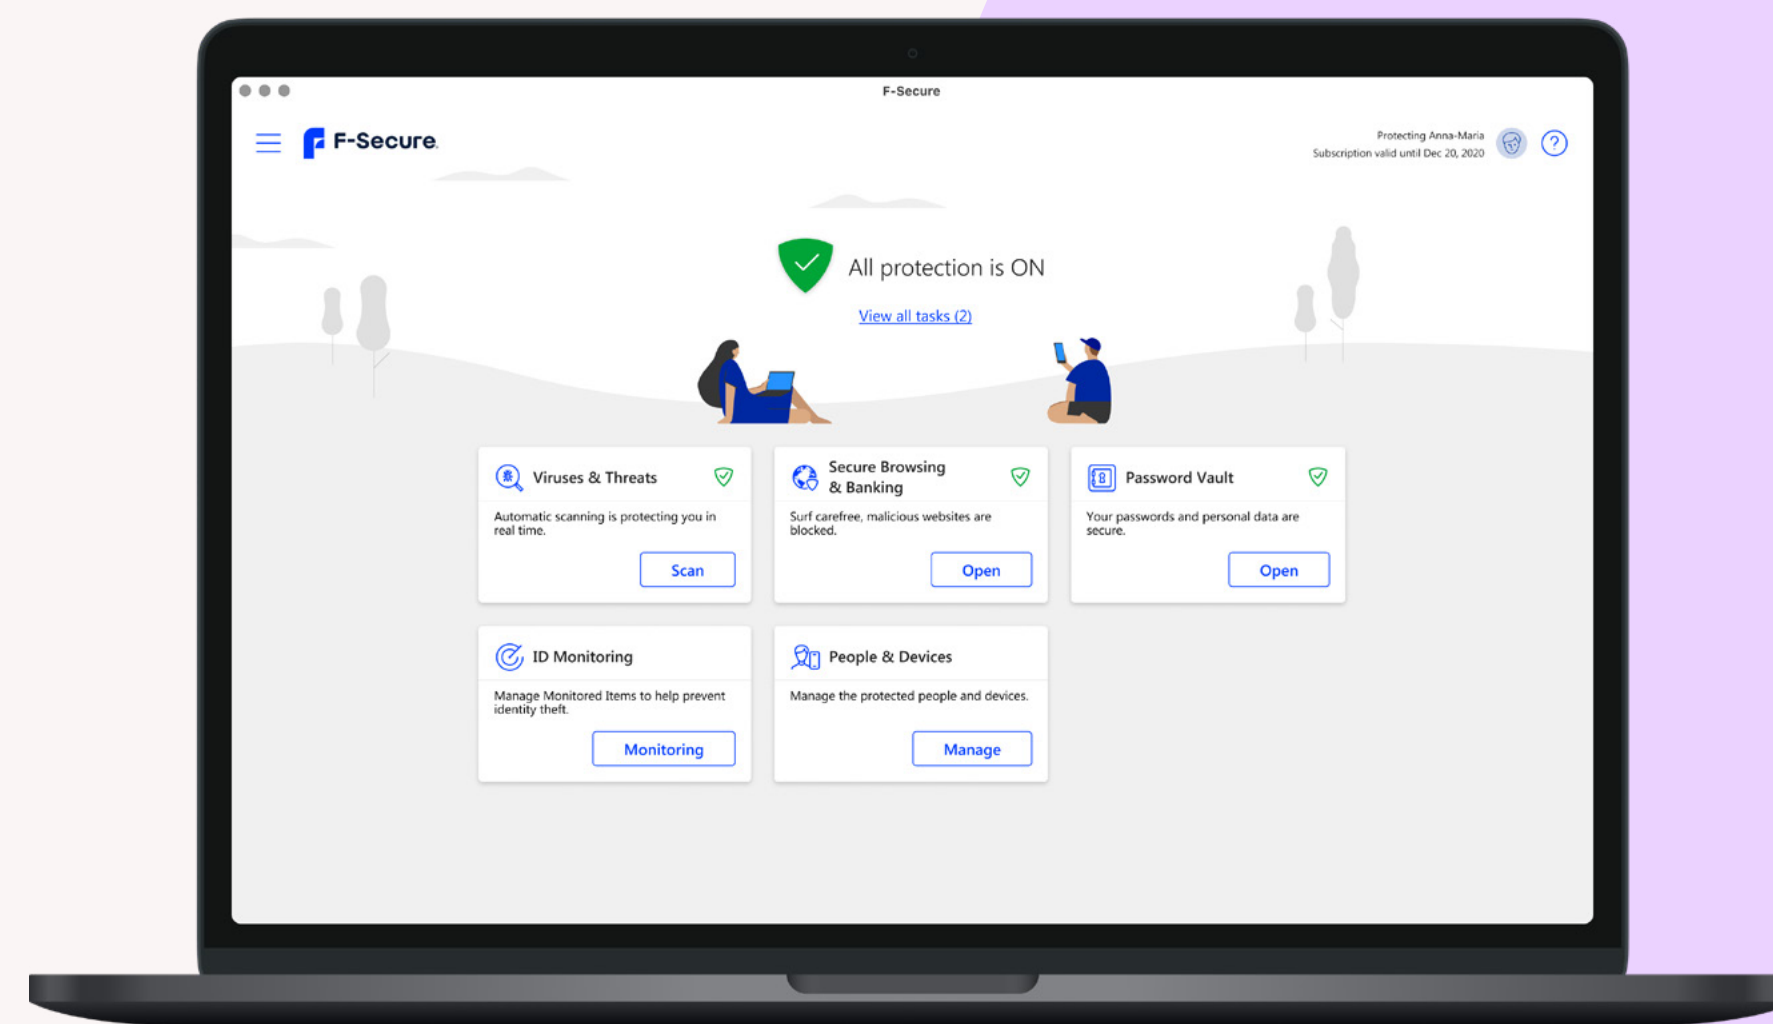 F-Secure
F-Secure.
Protecting Anna-Maria
Subscription valid until Dec 20, 2020
?
All protection is ON
View all tasks (2)
Viruses & Threats
Automatic scanning is protecting you in
real time.
Scan
Secure Browsing
& Banking
Surf carefree, malicious websites are
blocked.
Open
Password Vault
Your passwords and personal data are
secure.
Open
ID Monitoring
Manage Monitored Items to help prevent
identity theft.
Monitoring
People & Devices
Manage the protected people and devices.
Manage